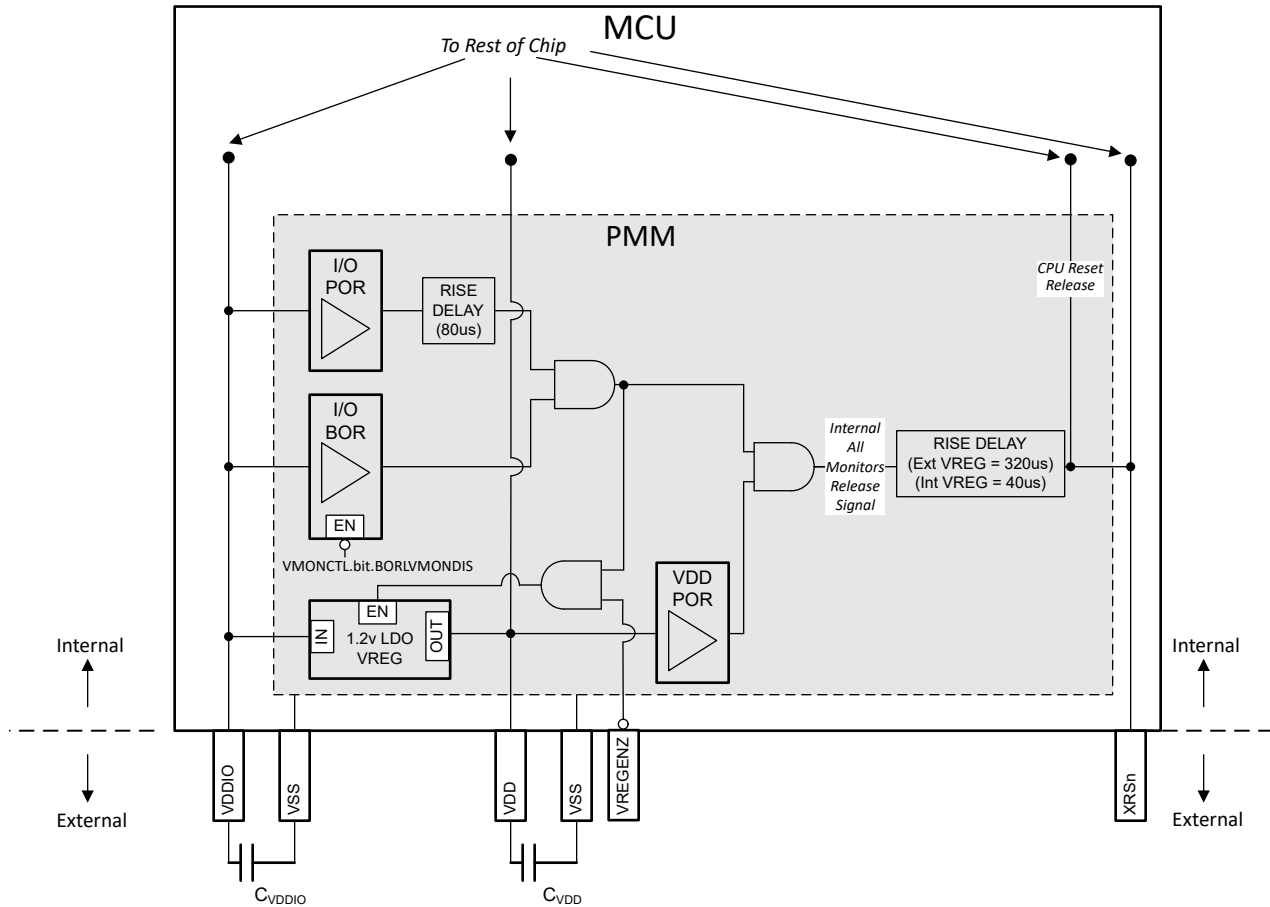 MCU
To Rest of Chip
PMM
I/O
POR
RISE
DELAY
(80us)
CPU Reset
Release
I/O
BOR
EN
VMONCTL.bit.BORLVMONDIS
Internal
All
Monitors
Release
Signal
RISE DELAY
(Ext VREG = 320us)
(Int VREG = 40us)
EN
IN
1.2v LDO
VREG
OUT
VDD
POR
Internal
External
Internal
External
VDDIO
VSS
VDD
VSS
VREGENZ
XRSn
CVDDIO
CVDD